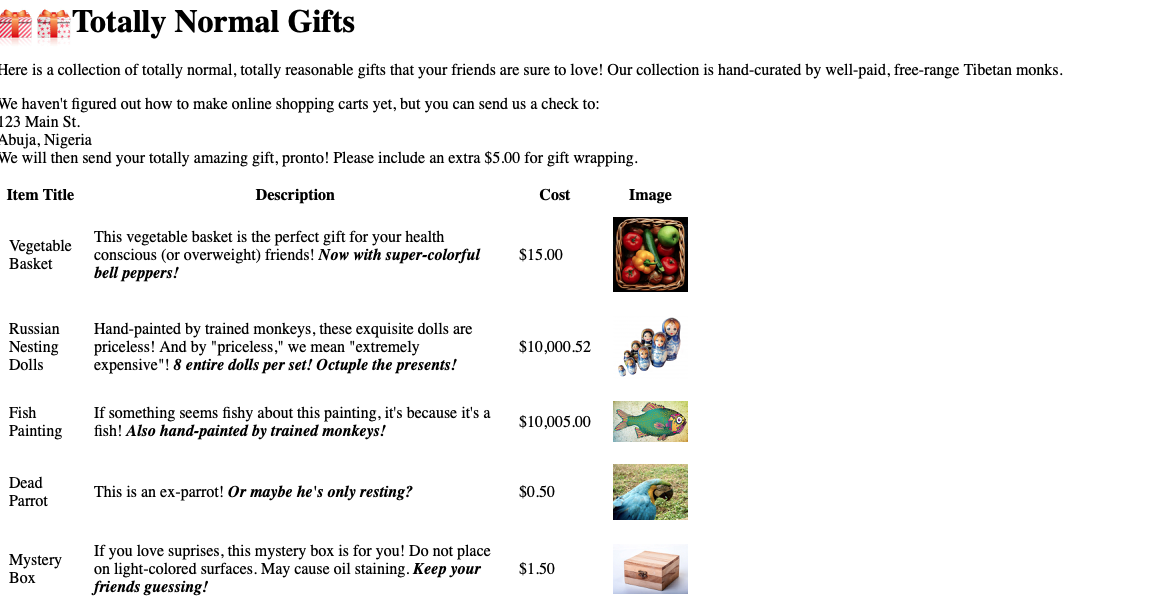 Totally Normal Gifts
Here is a collection of totally normal, totally reasonable gifts that your friends are sure to love! Our collection is hand-curated by well-paid, free-range Tibetan monks.
We haven't figured out how to make online shopping carts yet, but you can send us a check to:
123 Main St.
Abuja, Nigeria
We will then send your totally amazing gift, pronto! Please include an extra $5.00 for gift wrapping.
Item Title Description Cost Image
Vegetable
Basket
This vegetable basket is the perfect gift for your health
conscious (or overweight) friends! Now with super-colorful
bell peppers!
$15.00
Russian
Nesting
Dolls
Hand-painted by trained monkeys, these exquisite dolls are
priceless! And by "priceless," we mean "extremely
expensive"! 8 entire dolls per set! Octuple the presents!
$10,000.52
Fish
Painting
If something seems fishy about this painting, it's because it's a
fish! Also hand-painted by trained monkeys!
$10,005.00
Dead
Parrot
This is an ex-parrot! Or maybe he's only resting?
$0.50
Mystery
Box
If you love suprises, this mystery box is for you! Do not place
on light-colored surfaces. May cause oil staining. Keep your
friends guessing!
$1.50